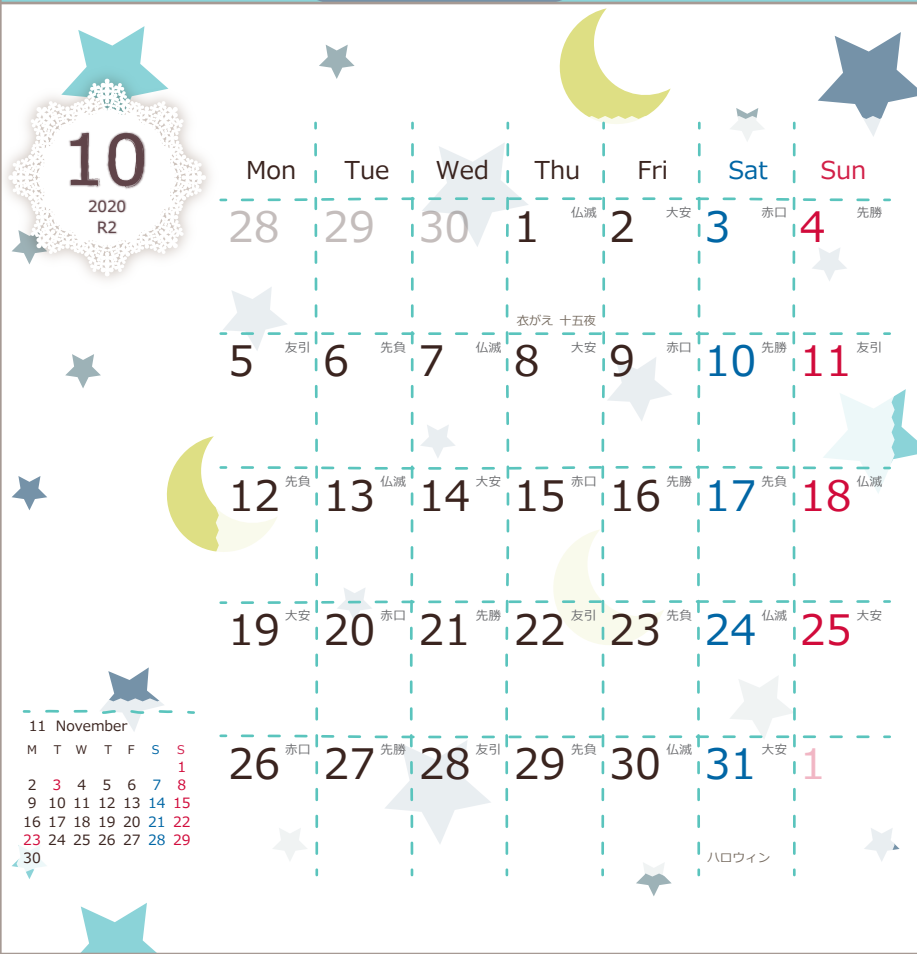 10
2020
R2
Mon Tue Wed Thu Fri Sat Sun
28 29 30 1 仏滅 2 大安 3 赤口 4 先勝
衣がえ 十五夜
5 友引 6 先負 7 仏滅 8 大安 9 赤口 10 先勝 11 友引
12 先負 13 仏滅 14 大安 15 赤口 16 先勝 17 先負 18 仏滅
19 大安 20 赤口 21 先勝 22 友引 23 先負 24 仏滅 25 大安
26 赤口 27 先勝 28 友引 29 先負 30 仏滅 31 大安 1
ハロウィン
11 November
M T W T F S S
1
2 3 4 5 6 7 8
9 10 11 12 13 14 15
16 17 18 19 20 21 22
23 24 25 26 27 28 29
30